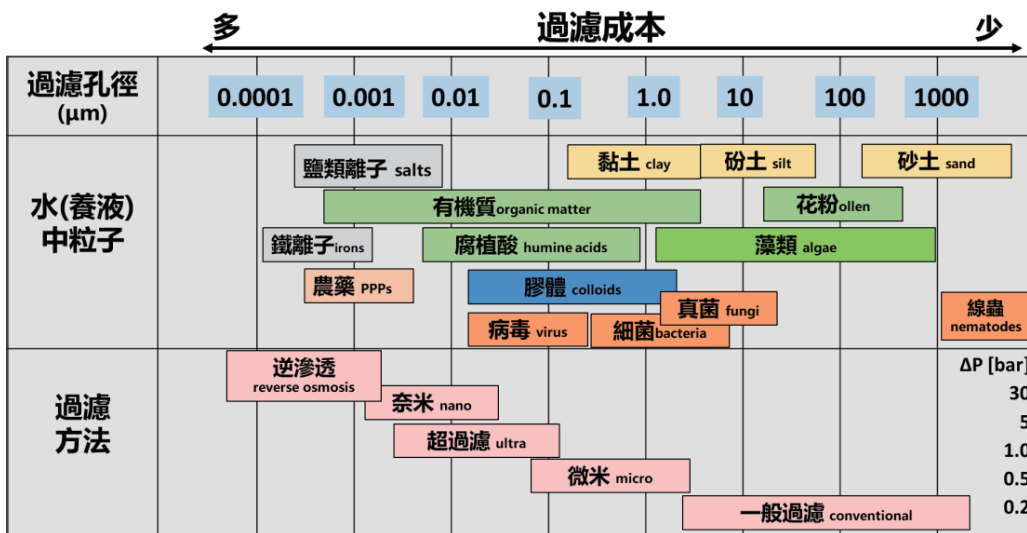 多 過濾成本 少
過濾孔徑
(μm)
0.0001 0.001 0.01 0.1 1.0 10 100 1000
水(養液)
中粒子
鹽類離子 salts
黏土 clay
砏土 silt
砂土 sand
有機質organic matter
花粉ollen
鐵離子irons
腐植酸 humine acids
藻類 algae
農藥 PPPs
膠體 colloids
真菌 fungi
線蟲
nematodes
病毒 virus
細菌bacteria
過濾
方法
逆滲透
reverse osmosis
ΔP [bar]
30
奈米 nano
5
超過濾 ultra
1.0
微米 micro
0.5
一般過濾 conventional
0.2